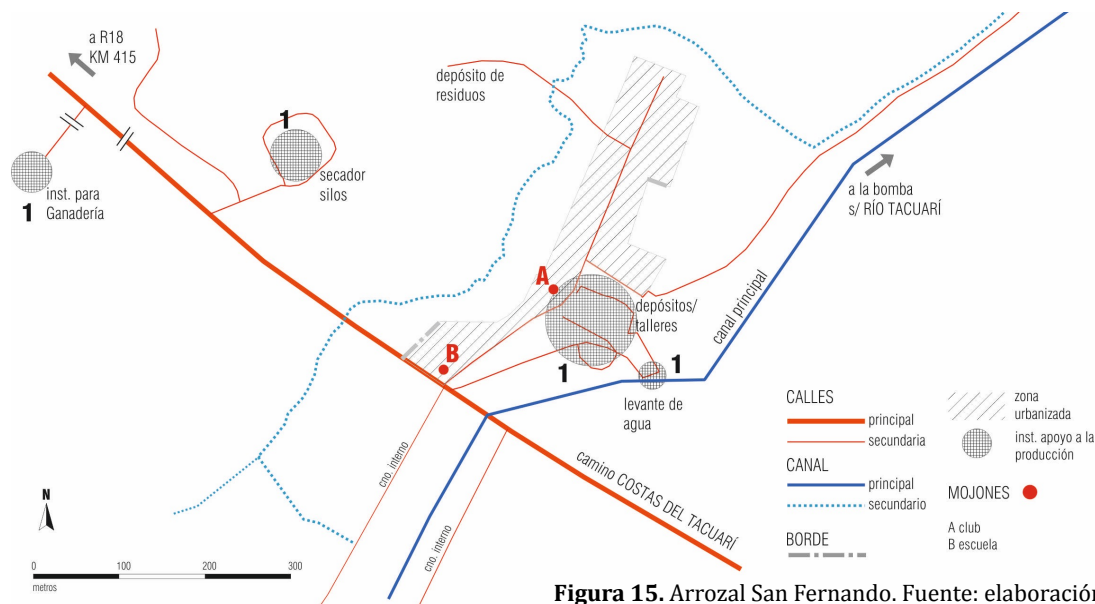 a R18
KM 415
depósito de
residuos
1
secador
silos
inst. para
1 Ganadería
a la bomba
s/ RÍO TACUARÍ
A
depósitos/
talleres
canal principal
B
1
1
levante de
agua
cno. interno
cno. interno
camino COSTAS DEL TACUARÍ
N
0 100 200 300
metros
CALLES
principal
secundaria
CANAL
principal
secundario
BORDE
zona
urbanizada
inst. apoyo a la
producción
MOJONES
A club
B escuela
Figura 15. Arrozal San Fernando. Fuente: elaboración